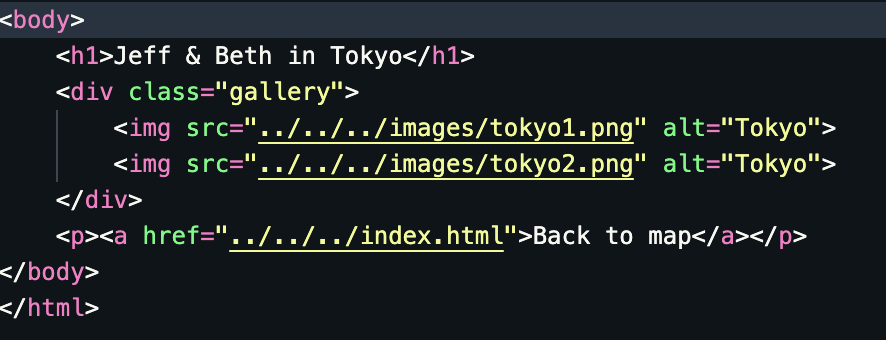 <body>
<h1>Jeff & Beth in Tokyo</h1>
<div class="gallery">
<img src="../../../images/tokyo1.png" alt="Tokyo">
<img src="../../../images/tokyo2.png" alt="Tokyo">
</div>
<p><a href="../../../index.html">Back to map</a></p>
</body>
</html>